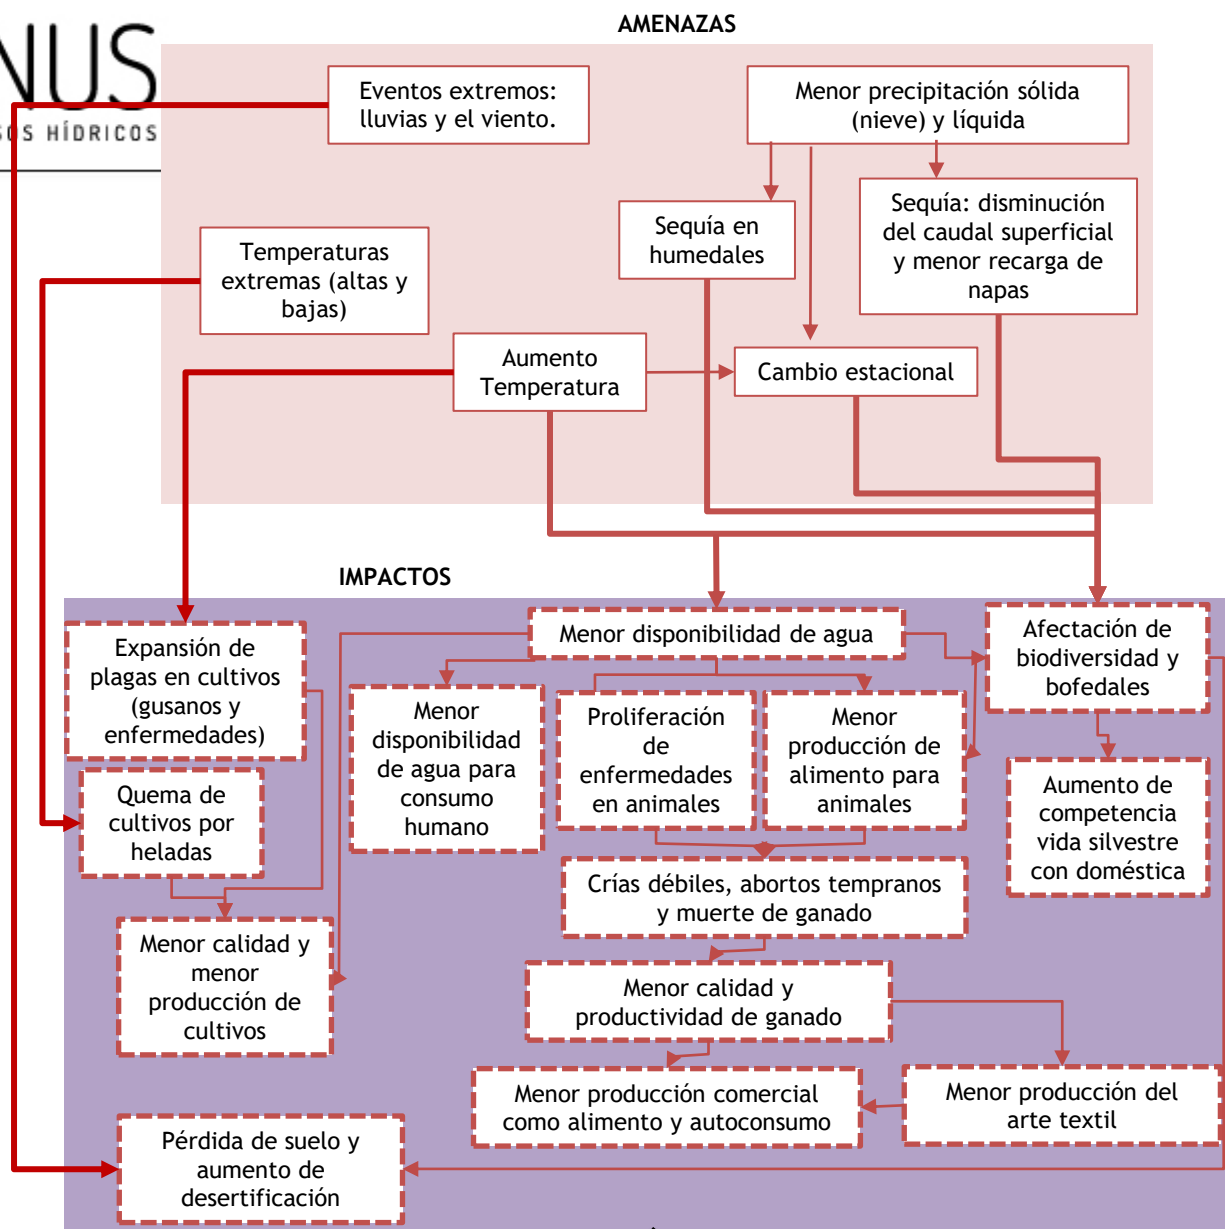 NUS
SOS HÍDRICOS
AMENAZAS
Eventos extremos:
lluvias y el viento.
Menor precipitación sólida
(nieve) y líquida
Sequía en
humedales
Sequía: disminución
del caudal superficial
y menor recarga de
napas
Temperaturas
extremas (altas y
bajas)
Aumento
Temperatura
Cambio estacional
IMPACTOS
Expansión de
plagas en cultivos
(gusanos y
enfermedades)
Menor disponibilidad de agua
Afectación de
biodiversidad y
bofedales
Menor
disponibilidad
de agua para
consumo
humano
Proliferación
de
enfermedades
en animales
Menor
producción de
alimento para
animales
Quema de
cultivos por
heladas
Aumento de
competencia
vida silvestre
con doméstica
Crías débiles, abortos tempranos
y muerte de ganado
Menor calidad y
menor
producción de
cultivos
Menor calidad y
productividad de ganado
Menor producción comercial
como alimento y autoconsumo
Menor producción del
arte textil
Pérdida de suelo y
aumento de
desertificación